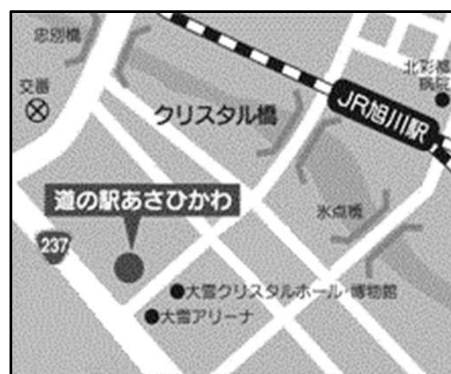 忠別橋
交番
クリスタル橋
JR旭川駅
北彩都
病院
氷点橋
道の駅あさひかわ
237
大雪クリスタルホール・博物館
大雪アリーナ